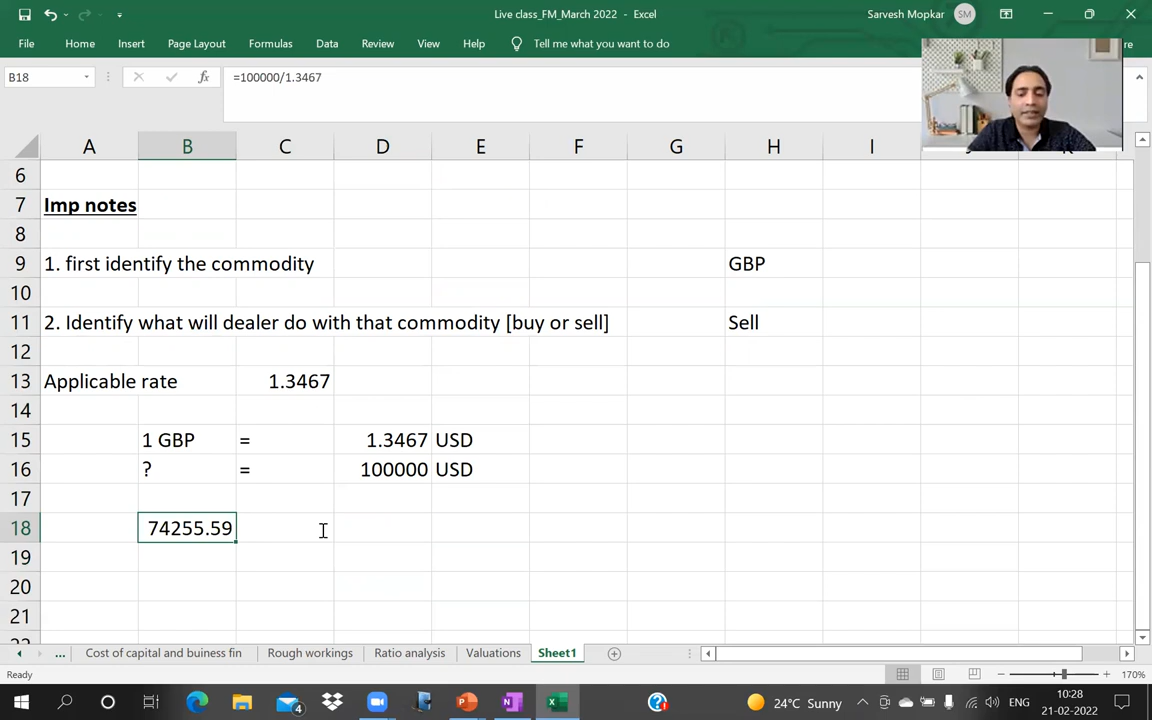 Live class_FM_March 2022 - Excel
Sarvesh Mopkar
SM
File Home Insert Page Layout Formulas Data Review View Help Tell me what you want to do
re
B18
fx
=100000/1.3467
A B C D E F G H I
6
7 Imp notes
8
9 1. first identify the commodity GBP
10
11 2. Identify what will dealer do with that commodity [buy or sell] Sell
12
13 Applicable rate 1.3467
14
15 1 GBP = 1.3467 USD
16 ? = 100000 USD
17
18 74255.59
19
20
21
... Cost of capital and buiness fin Rough workings Ratio analysis Valuations Sheet1
Ready
170%
4
24°C Sunny
ENG
10:28
21-02-2022